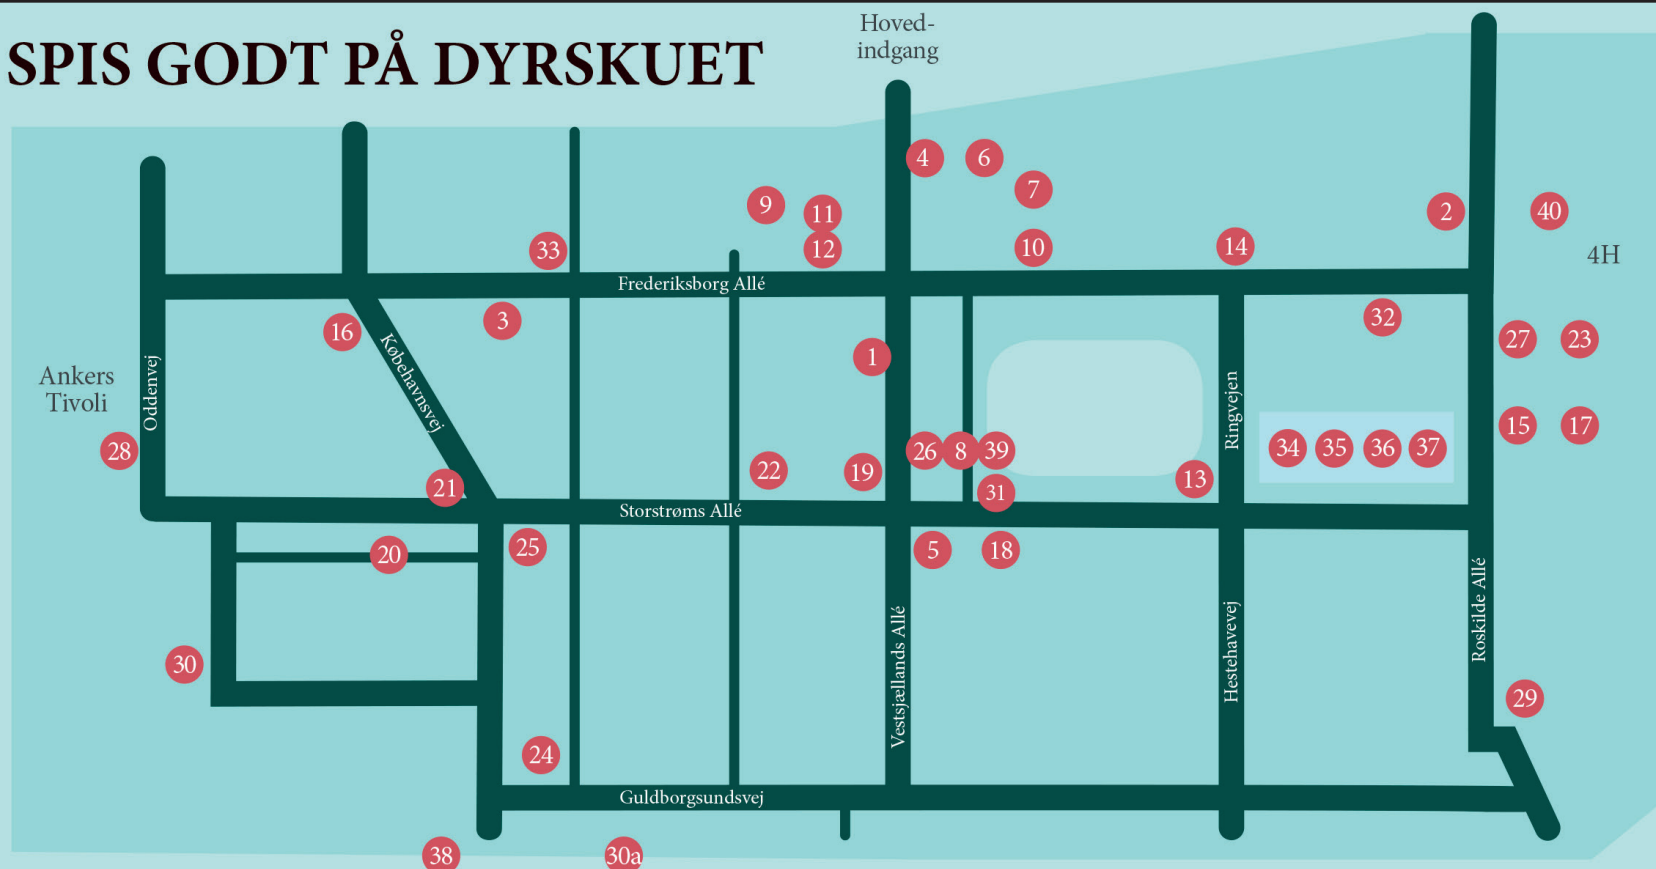 SPIS GODT PÅ DYRSKUET
Hoved-
indgang
4
6
7
9
11
2
40
33
12
10
14
4H
Frederiksborg Allé
16
3
32
27
23
1
Ankers
Tivoli
Oddenvej
Købehavnsvej
Ringvejen
15
17
28
22
19
26
8
39
34
35
36
37
21
31
13
Storstrøms Allé
20
25
5
18
30
Vestsjællands Allé
Hestehavevej
Roskilde Allé
29
24
Guldborgsundsvej
38
30a